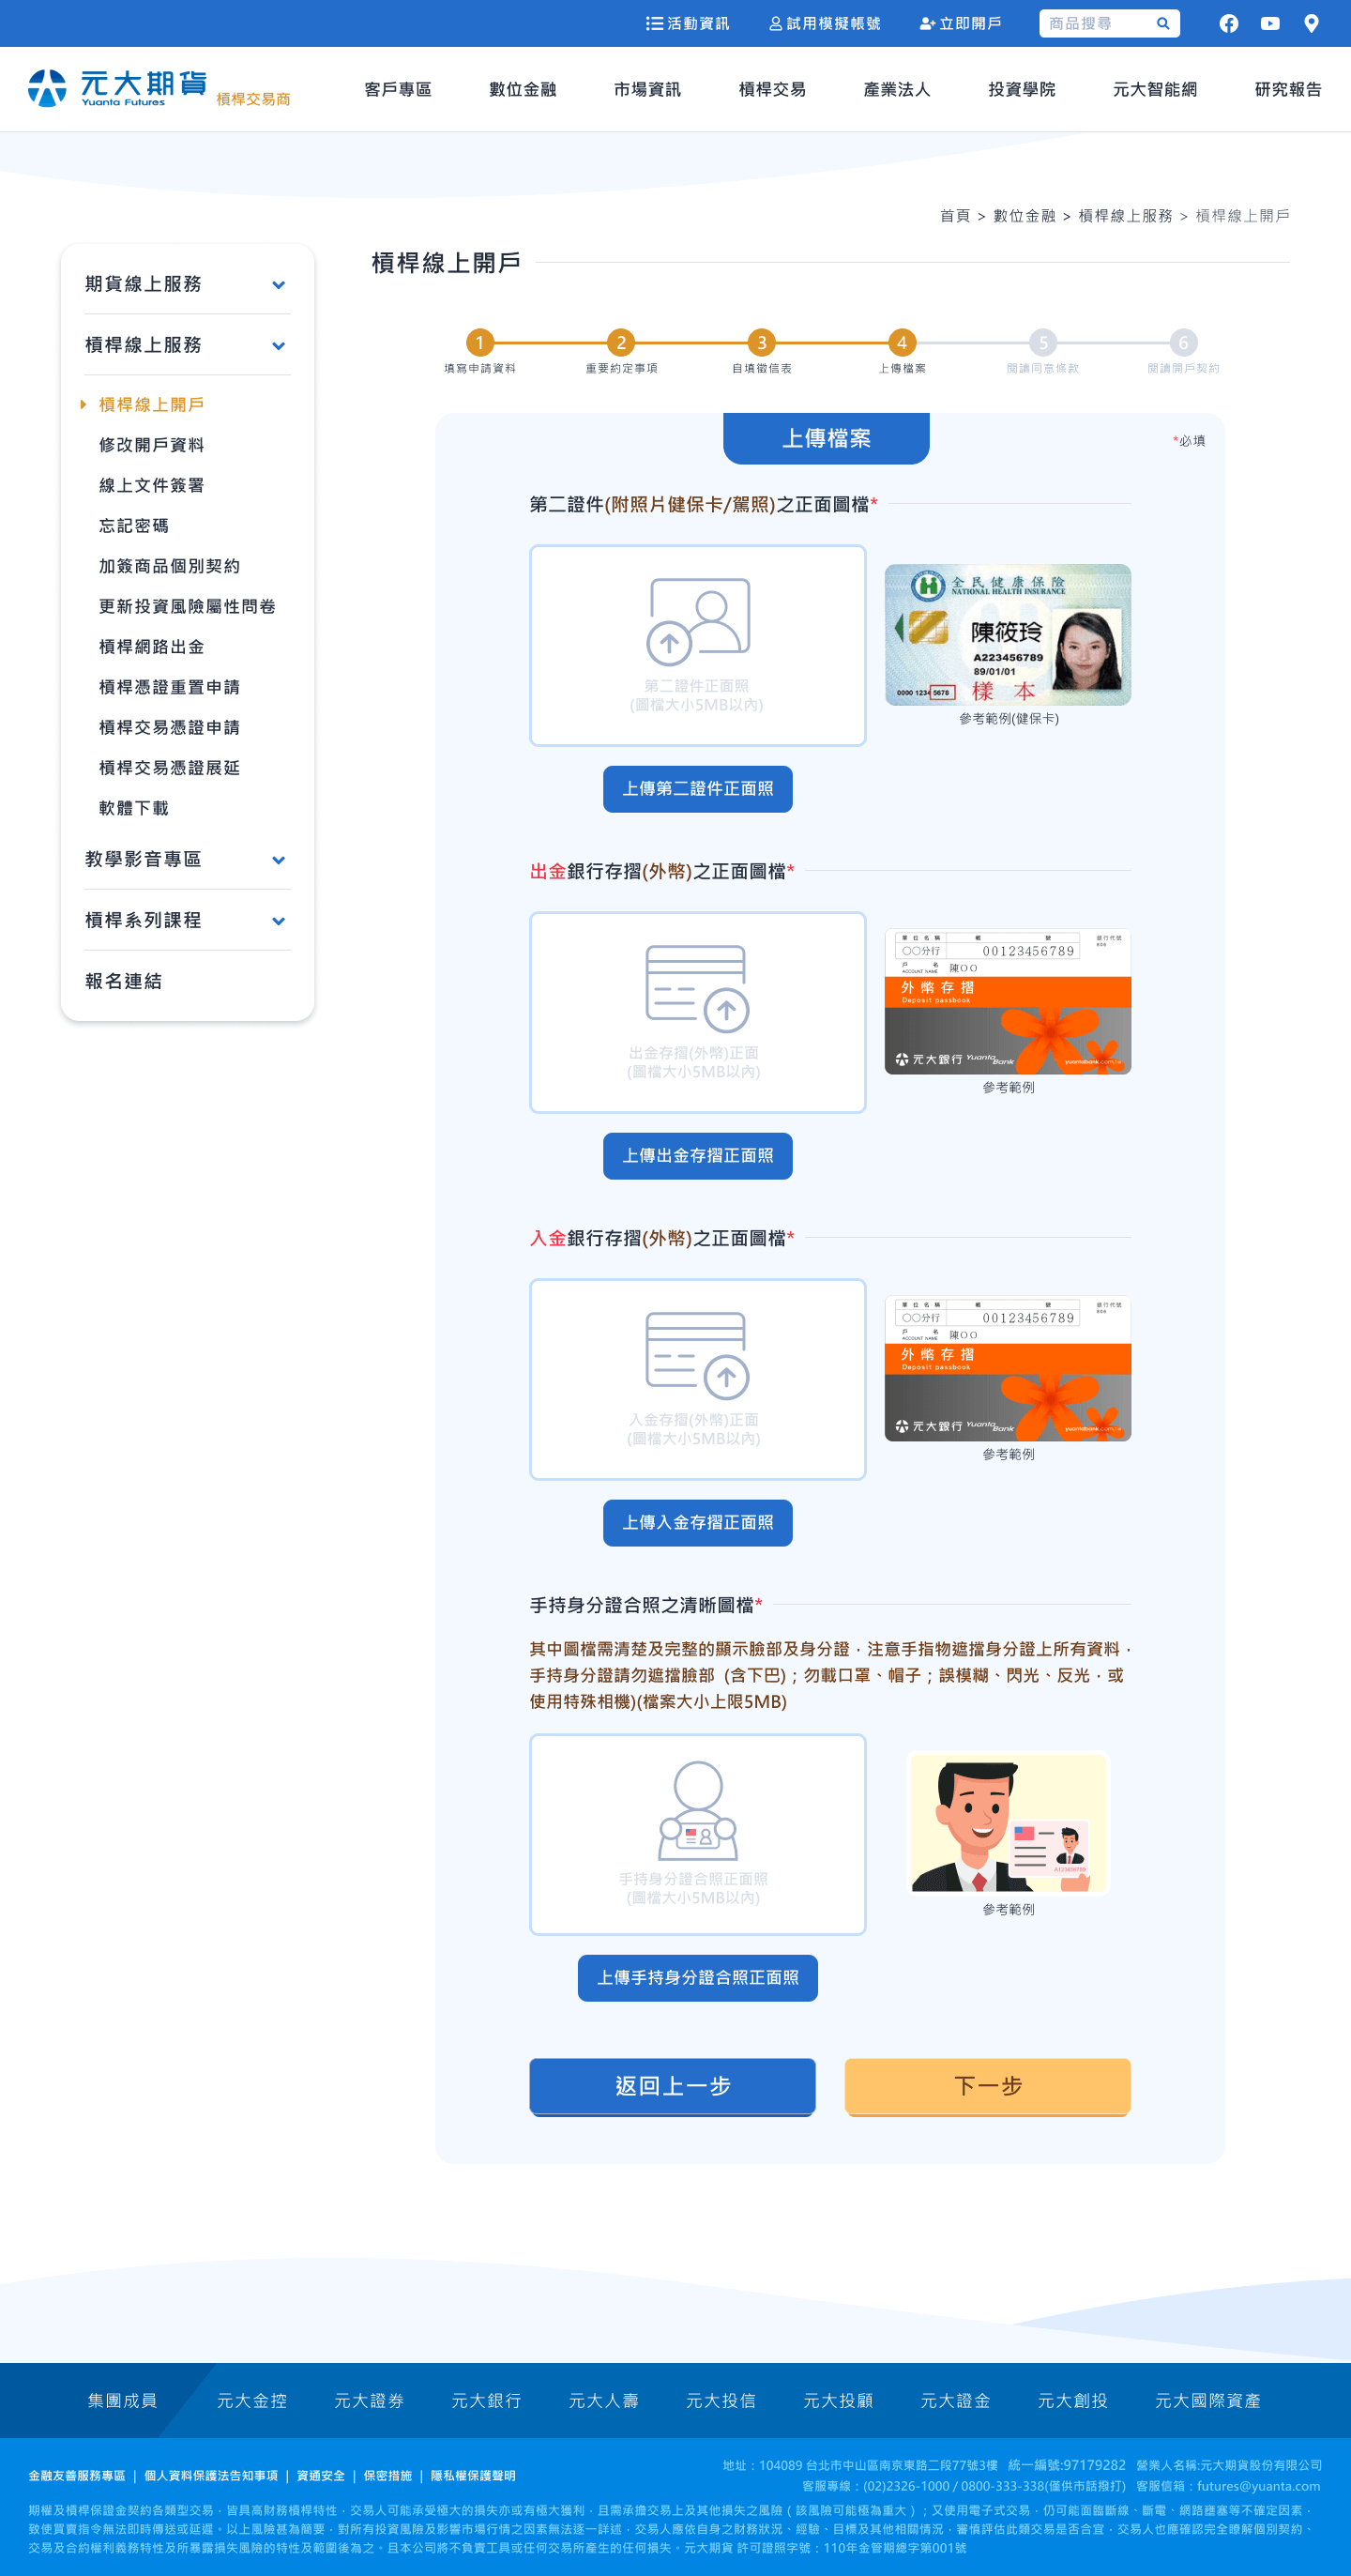 活動資訊 試用模擬帳號 立即開戶 商品搜尋
元大期貨 Yuanta Futures 槓桿交易商
客戶專區 數位金融 市場資訊 槓桿交易 產業法人 投資學院 元大智能網 研究報告
首頁 > 數位金融 > 槓桿線上服務 > 槓桿線上開戶
期貨線上服務
槓桿線上服務
槓桿線上開戶
修改開戶資料
線上文件簽署
忘記密碼
加簽商品個別契約
更新投資風險屬性問卷
槓桿網路出金
槓桿憑證重置申請
槓桿交易憑證申請
槓桿交易憑證展延
軟體下載
教學影音專區
槓桿系列課程
報名連結
槓桿線上開戶
1 2 3 4 5 6
填寫申請資料 重要約定事項 自填徵信表 上傳檔案 閱讀同意條款 閱讀開戶契約
上傳檔案
*必填
第二證件(附照片健保卡/駕照)之正面圖檔*
第二證件正面照
(圖檔大小5MB以內)
全民健康保險
NATIONAL HEALTH INSURANCE
陳筱玲
A223456789
89/01/01
0000 1234 5678
樣 本
參考範例(健保卡)
上傳第二證件正面照
出金銀行存摺(外幣)之正面圖檔*
出金存摺(外幣)正面
(圖檔大小5MB以內)
單位名稱 帳 號 銀行代號
〇〇分行 00123456789 806
戶 名 陳OO
ACCOUNT NAME
外幣存摺
Deposit passbook
元大銀行 Yuanta Bank yuantabank.com.tw
參考範例
上傳出金存摺正面照
入金銀行存摺(外幣)之正面圖檔*
入金存摺(外幣)正面
(圖檔大小5MB以內)
單位名稱 帳 號 銀行代號
〇〇分行 00123456789 806
戶 名 陳OO
ACCOUNT NAME
外幣存摺
Deposit passbook
元大銀行 Yuanta Bank yuantabank.com.tw
參考範例
上傳入金存摺正面照
手持身分證合照之清晰圖檔*
其中圖檔需清楚及完整的顯示臉部及身分證，注意手指物遮擋身分證上所有資料，
手持身分證請勿遮擋臉部 (含下巴)；勿載口罩、帽子；誤模糊、閃光、反光，或
使用特殊相機)(檔案大小上限5MB)
手持身分證合照正面照
(圖檔大小5MB以內)
A123456789
參考範例
上傳手持身分證合照正面照
返回上一步 下一步
集團成員 元大金控 元大證券 元大銀行 元大人壽 元大投信 元大投顧 元大證金 元大創投 元大國際資產
金融友善服務專區 | 個人資料保護法告知事項 | 資通安全 | 保密措施 | 隱私權保護聲明
地址：104089 台北市中山區南京東路二段77號3樓 統一編號:97179282 營業人名稱:元大期貨股份有限公司
客服專線：(02)2326-1000 / 0800-333-338(僅供市話撥打) 客服信箱：futures@yuanta.com
期權及槓桿保證金契約各類型交易，皆具高財務槓桿特性，交易人可能承受極大的損失亦或有極大獲利，且需承擔交易上及其他損失之風險（該風險可能極為重大）；又使用電子式交易，仍可能面臨斷線、斷電、網路壅塞等不確定因素，
致使買賣指令無法即時傳送或延遲。以上風險甚為簡要，對所有投資風險及影響市場行情之因素無法逐一詳述，交易人應依自身之財務狀況、經驗、目標及其他相關情況，審慎評估此類交易是否合宜，交易人也應確認完全瞭解個別契約、
交易及合約權利義務特性及所暴露損失風險的特性及範圍後為之。且本公司將不負責工具或任何交易所產生的任何損失。元大期貨 許可證照字號：110年金管期總字第001號